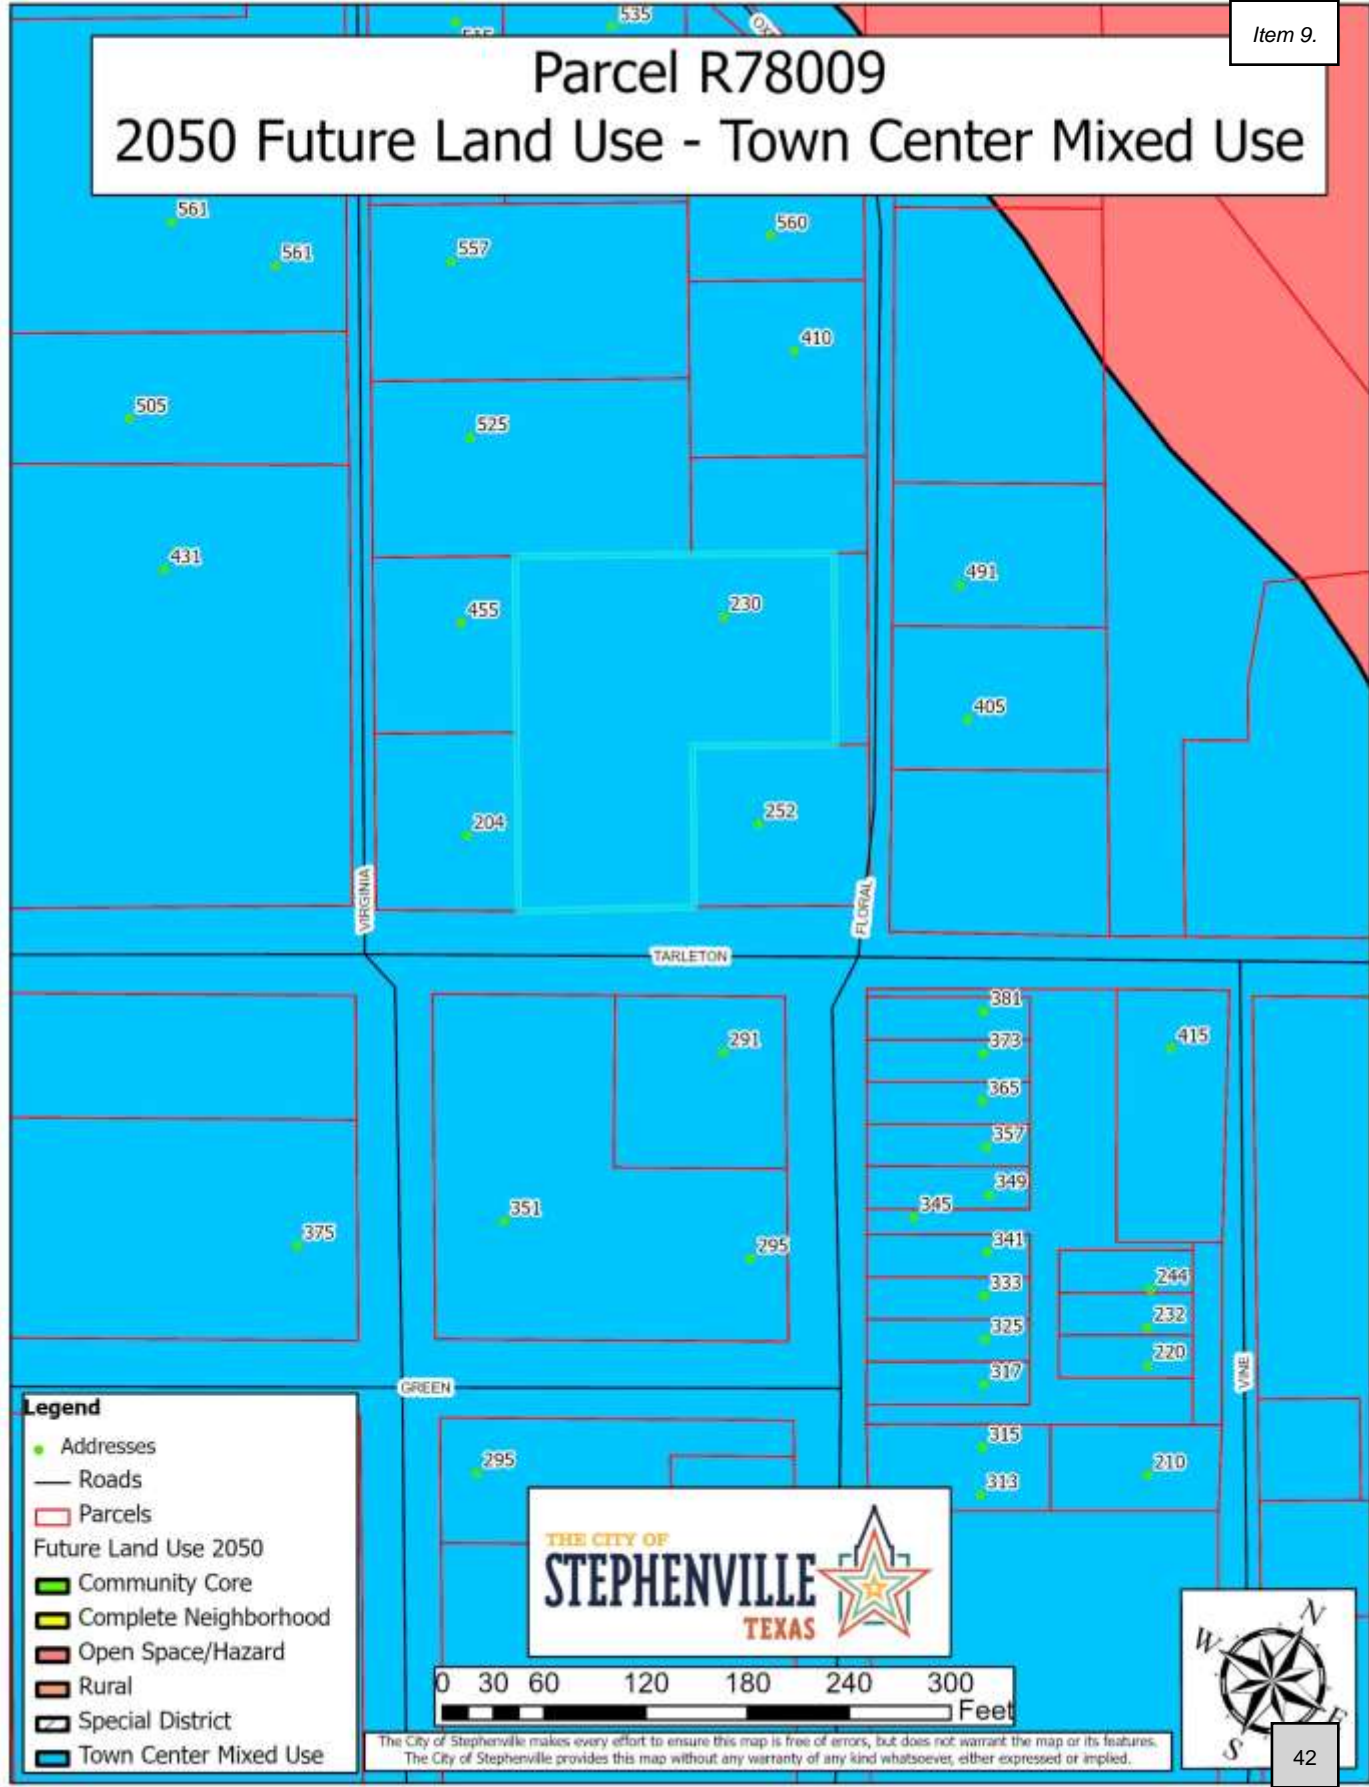 Item 9.
535
Parcel R78009
2050 Future Land Use - Town Center Mixed Use
561
561
557
560
410
505
525
431
455
230
491
405
204
252
VIRGINIA
FLORAL
TARLETON
381
373
365
357
349
345
341
333
325
317
415
291
351
295
375
244
232
220
VINE
GREEN
295
315
313
210
Legend
Addresses
Roads
Parcels
Future Land Use 2050
Community Core
Complete Neighborhood
Open Space/Hazard
Rural
Special District
Town Center Mixed Use
THE CITY OF
STEPHENVILLE
TEXAS
0 30 60 120 180 240 300
Feet
The City of Stephenville makes every effort to ensure this map is free of errors, but does not warrant the map or its features.
The City of Stephenville provides this map without any warranty of any kind whatsoever, either expressed or implied.
N
W
E
S
42